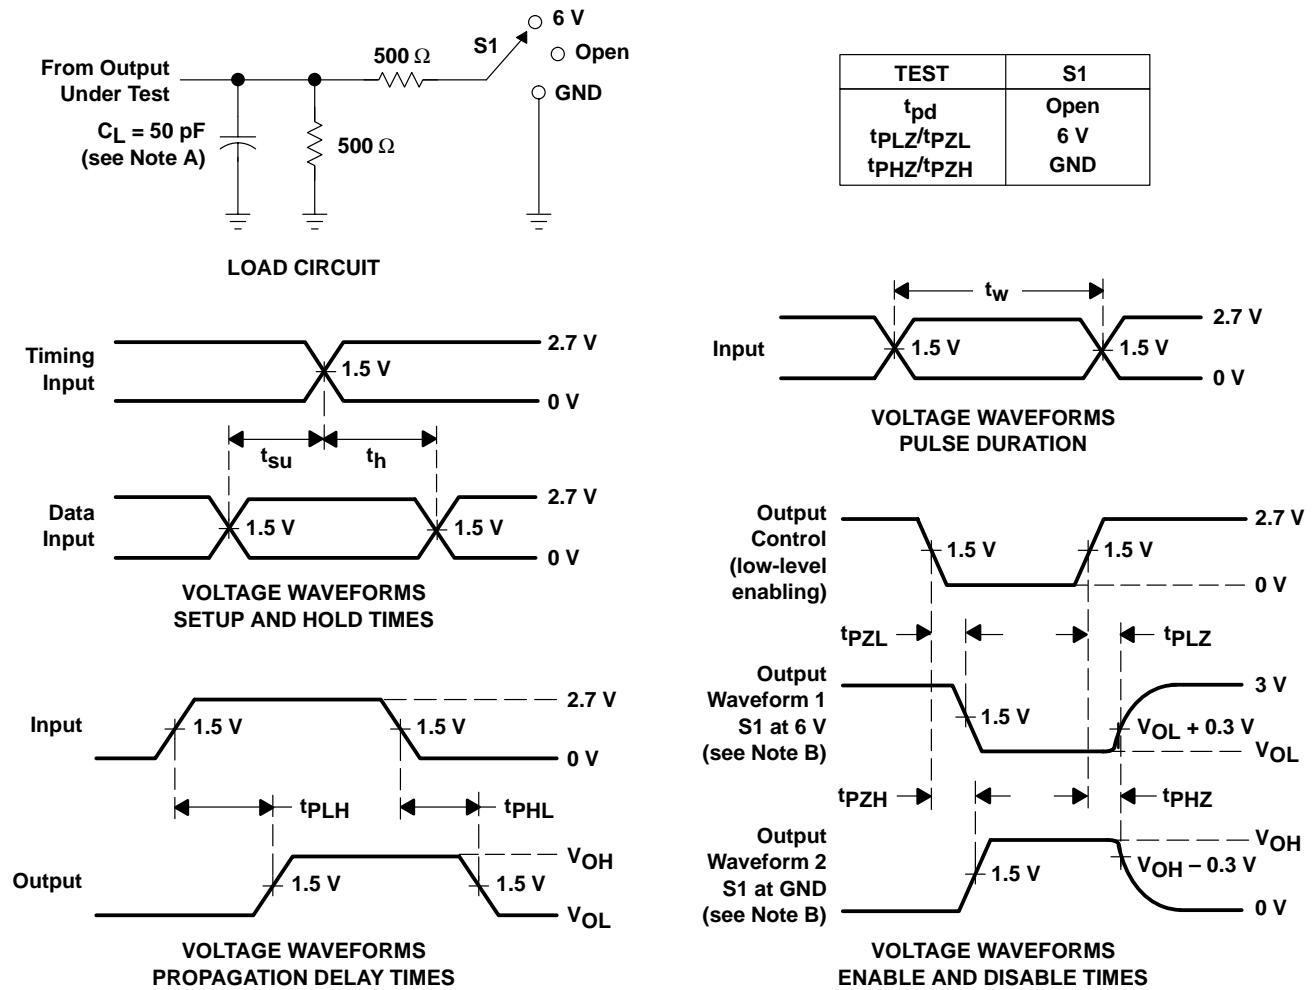 6 V
S1
Open
500 Ω
From Output
Under Test
GND
CL = 50 pF
(see Note A)
500 Ω
LOAD CIRCUIT
TEST S1
tpd Open
tPLZ/tPZL 6 V
tPHZ/tPZH GND
tw
Input
2.7 V
1.5 V
1.5 V
0 V
VOLTAGE WAVEFORMS
PULSE DURATION
Timing
Input
2.7 V
1.5 V
0 V
tsu
th
Data
Input
2.7 V
1.5 V
1.5 V
0 V
VOLTAGE WAVEFORMS
SETUP AND HOLD TIMES
Input
2.7 V
1.5 V
1.5 V
0 V
tPLH
tPHL
Output
VOH
1.5 V
1.5 V
VOL
VOLTAGE WAVEFORMS
PROPAGATION DELAY TIMES
Output
Control
(low-level
enabling)
2.7 V
1.5 V
1.5 V
0 V
tPZL
tPLZ
Output
Waveform 1
S1 at 6 V
(see Note B)
3 V
1.5 V
VOL + 0.3 V
VOL
tPZH
tPHZ
Output
Waveform 2
S1 at GND
(see Note B)
VOH
1.5 V
VOH – 0.3 V
0 V
VOLTAGE WAVEFORMS
ENABLE AND DISABLE TIMES